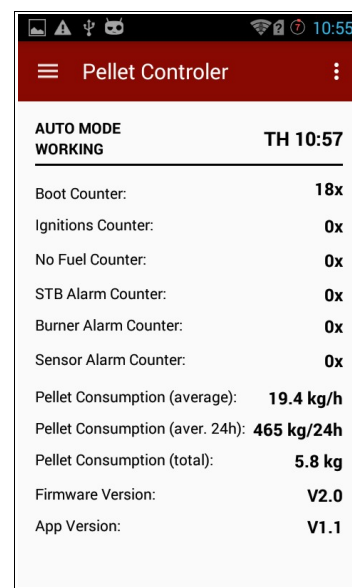 10:55
Pellet Controler
AUTO MODE
WORKING
TH 10:57
Boot Counter: 18x
Ignitions Counter: 0x
No Fuel Counter: 0x
STB Alarm Counter: 0x
Burner Alarm Counter: 0x
Sensor Alarm Counter: 0x
Pellet Consumption (average): 19.4 kg/h
Pellet Consumption (aver. 24h): 465 kg/24h
Pellet Consumption (total): 5.8 kg
Firmware Version: V2.0
App Version: V1.1